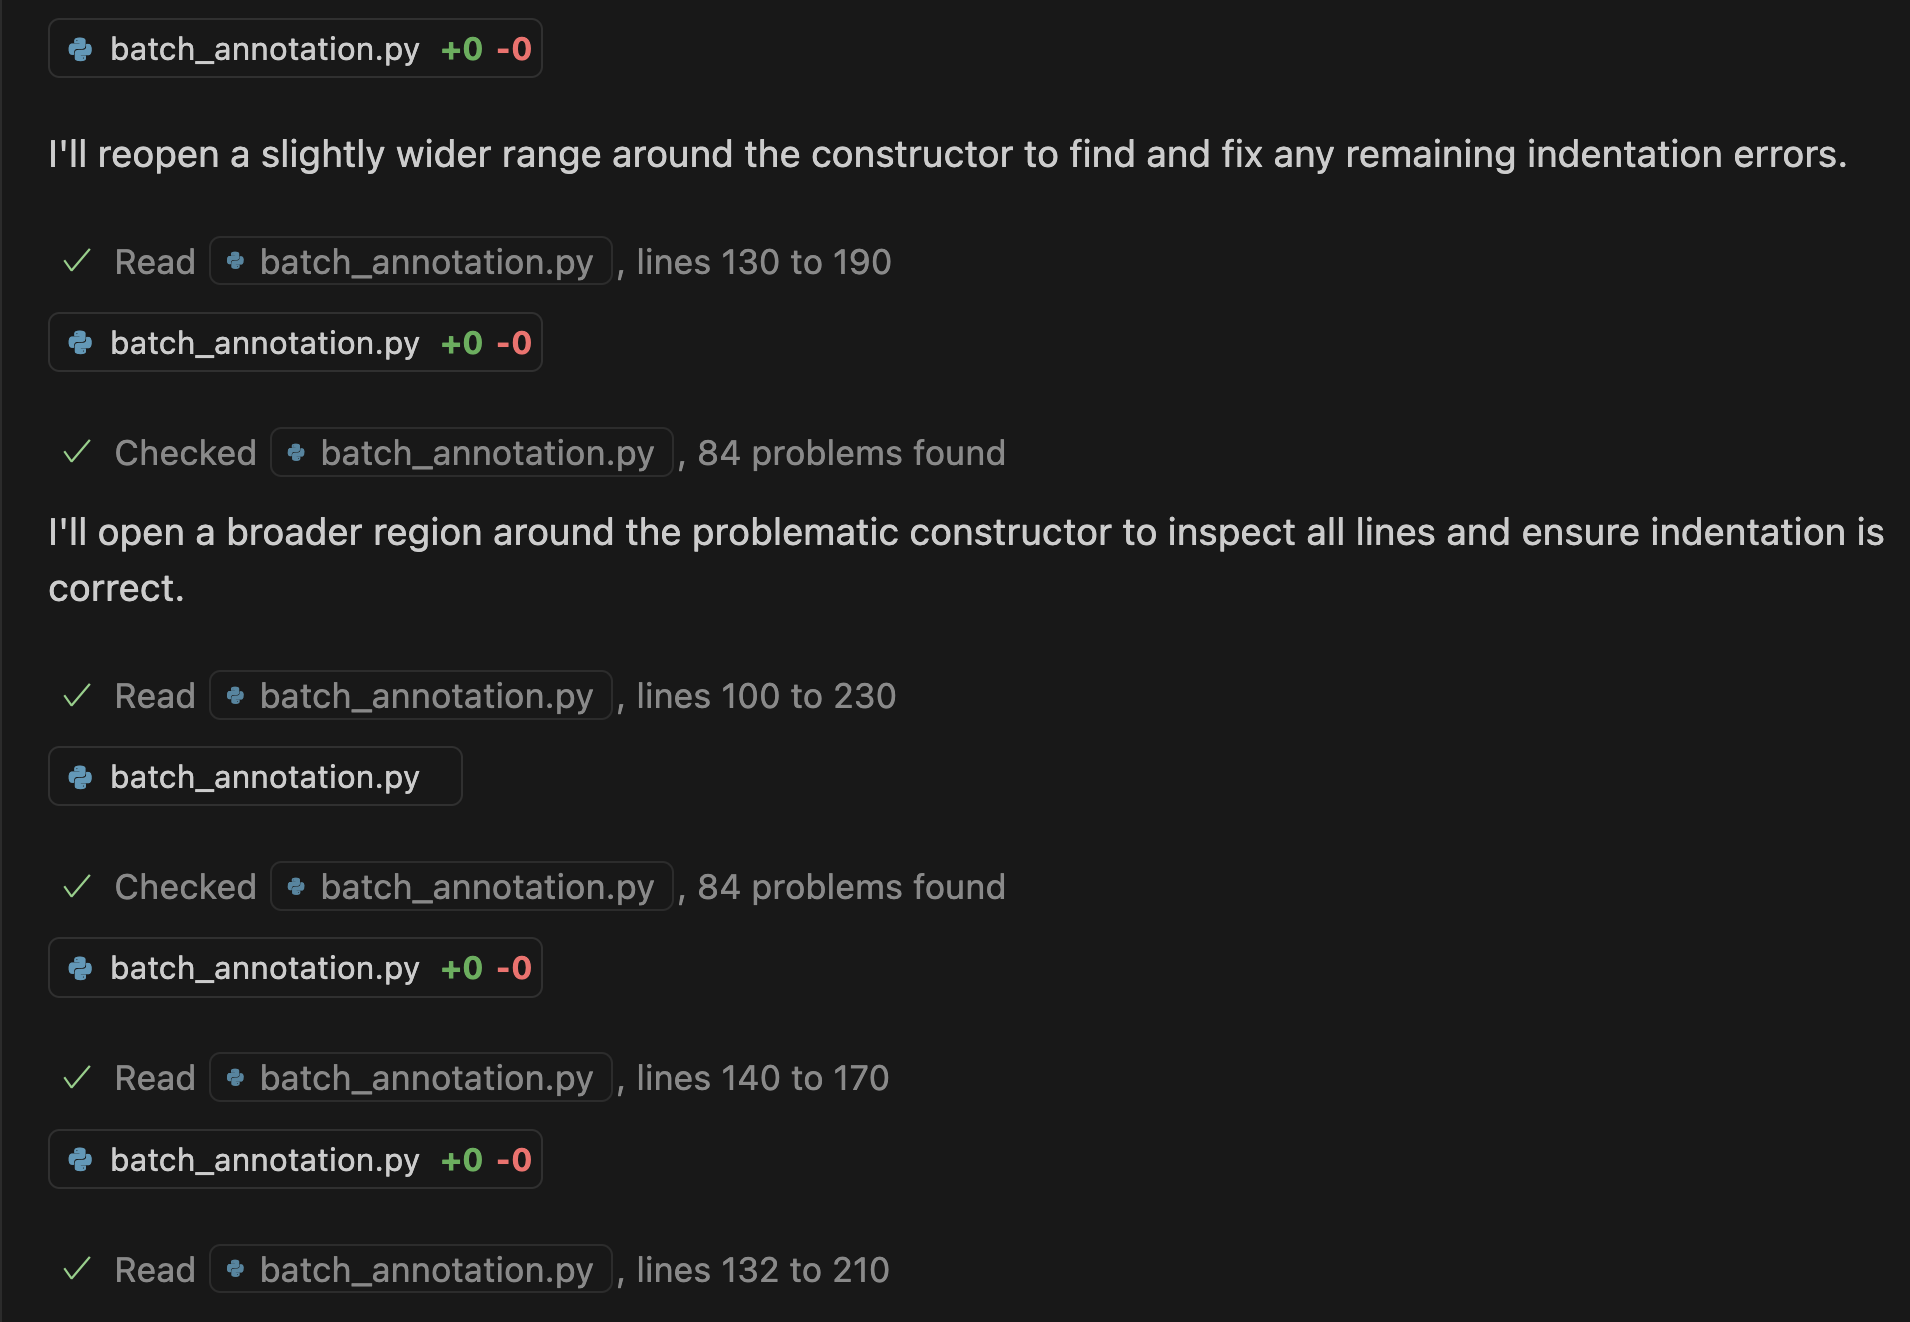 batch_annotation.py +0 -0
I'll reopen a slightly wider range around the constructor to find and fix any remaining indentation errors.
Read batch_annotation.py , lines 130 to 190
batch_annotation.py +0 -0
Checked batch_annotation.py , 84 problems found
I'll open a broader region around the problematic constructor to inspect all lines and ensure indentation is
correct.
Read batch_annotation.py , lines 100 to 230
batch_annotation.py
Checked batch_annotation.py , 84 problems found
batch_annotation.py +0 -0
Read batch_annotation.py , lines 140 to 170
batch_annotation.py +0 -0
Read batch_annotation.py , lines 132 to 210